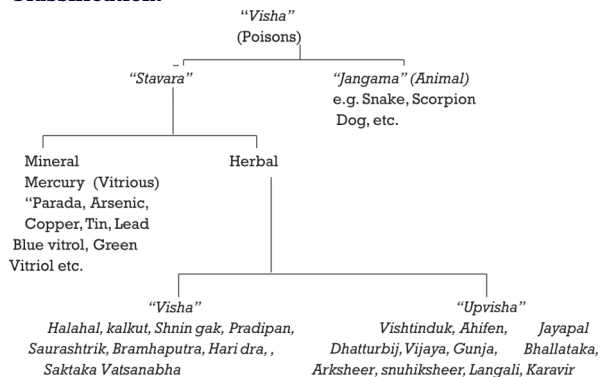 "Visha"
(Poisons)
"Stavara"
"Jangama" (Animal)
e.g. Snake, Scorpion
Dog, etc.
Mineral
Mercury (Vitrious)
"Parada, Arsenic,
Copper, Tin, Lead
Blue vitrol, Green
Vitriol etc.
Herbal
"Visha"
Halahal, kalkut, Shnin gak, Pradipan,
Saurashtrik, Bramhaputra, Hari dra, ,
Saktaka Vatsanabha
"Upvisha"
Vishtinduk, Ahifen, Jayapal
Dhatturbij, Vijaya, Gunja, Bhallataka,
Arksheer, snuhiksheer, Langali, Karavir